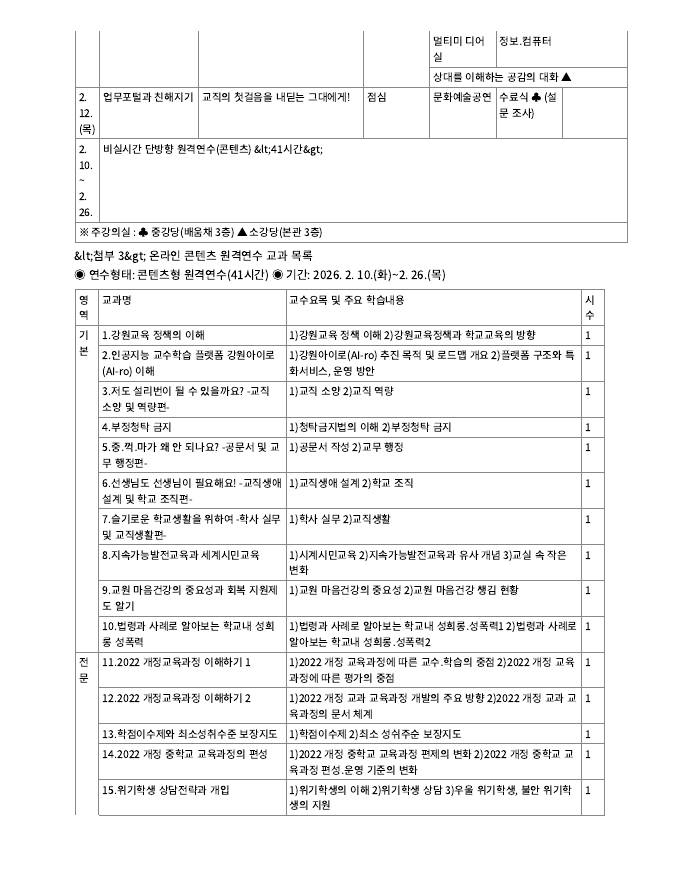 멀티미 디어
실
정보.컴퓨터
상대를 이해하는 공감의 대화 ▲
2.
12.
(목)
업무포털과 친해지기
교직의 첫걸음을 내딛는 그대에게!
점심
문화예술공연
수료식 ♣ (설
문 조사)
2.
10.
~
2.
26.
비실시간 단방향 원격연수(콘텐츠) &lt;41시간&gt;
※ 주강의실 : ♣ 중강당(배움채 3층) ▲소강당(본관 3층)
&lt;첨부 3&gt; 온라인 콘텐츠 원격연수 교과 목록
◉ 연수형태: 콘텐츠형 원격연수(41시간) ◉ 기간: 2026. 2. 10.(화)~2. 26.(목)
영
역
교과명
교수요목 및 주요 학습내용
시
수
기
본
1.강원교육 정책의 이해
1)강원교육 정책 이해 2)강원교육정책과 학교교육의 방향
1
2.인공지능 교수학습 플랫폼 강원아이로
(AI-ro) 이해
1)강원아이로(AI-ro) 추진 목적 및 로드맵 개요 2)플랫폼 구조와 특
화서비스, 운영 방안
1
3.저도 설리번이 될 수 있을까요? -교직
소양 및 역량편-
1)교직 소양 2)교직 역량
1
4.부정청탁 금지
1)청탁금지법의 이해 2)부정청탁 금지
1
5.중.꺽.마가 왜 안 되나요? -공문서 및 교
무 행정편-
1)공문서 작성 2)교무 행정
1
6.선생님도 선생님이 필요해요! -교직생애
설계 및 학교 조직편-
1)교직생애 설계 2)학교 조직
1
7.슬기로운 학교생활을 위하여 -학사 실무
및 교직생활편-
1)학사 실무 2)교직생활
1
8.지속가능발전교육과 세계시민교육
1)시계시민교육 2)지속가능발전교육과 유사 개념 3)교실 속 작은
변화
1
9.교원 마음건강의 중요성과 회복 지원제
도 알기
1)교원 마음건강의 중요성 2)교원 마음건강 챙김 현황
1
10.법령과 사례로 알아보는 학교내 성희
롱 성폭력
1)법령과 사례로 알아보는 학교내 성희롱.성폭력1 2)법령과 사례로
알아보는 학교내 성희롱.성폭력2
1
전
문
11.2022 개정교육과정 이해하기 1
1)2022 개정 교육과정에 따른 교수.학습의 중점 2)2022 개정 교육
과정에 따른 평가의 중점
1
12.2022 개정교육과정 이해하기 2
1)2022 개정 교과 교육과정 개발의 주요 방향 2)2022 개정 교과 교
육과정의 문서 체계
1
13.학점이수제와 최소성취수준 보장지도
1)학점이수제 2)최소 성쉬주순 보장지도
1
14.2022 개정 중학교 교육과정의 편성
1)2022 개정 중학교 교육과정 편제의 변화 2)2022 개정 중학교 교
육과정 편성.운영 기준의 변화
1
15.위기학생 상담전략과 개입
1)위기학생의 이해 2)위기학생 상담 3)우울 위기학생, 불안 위기학
생의 지원
1